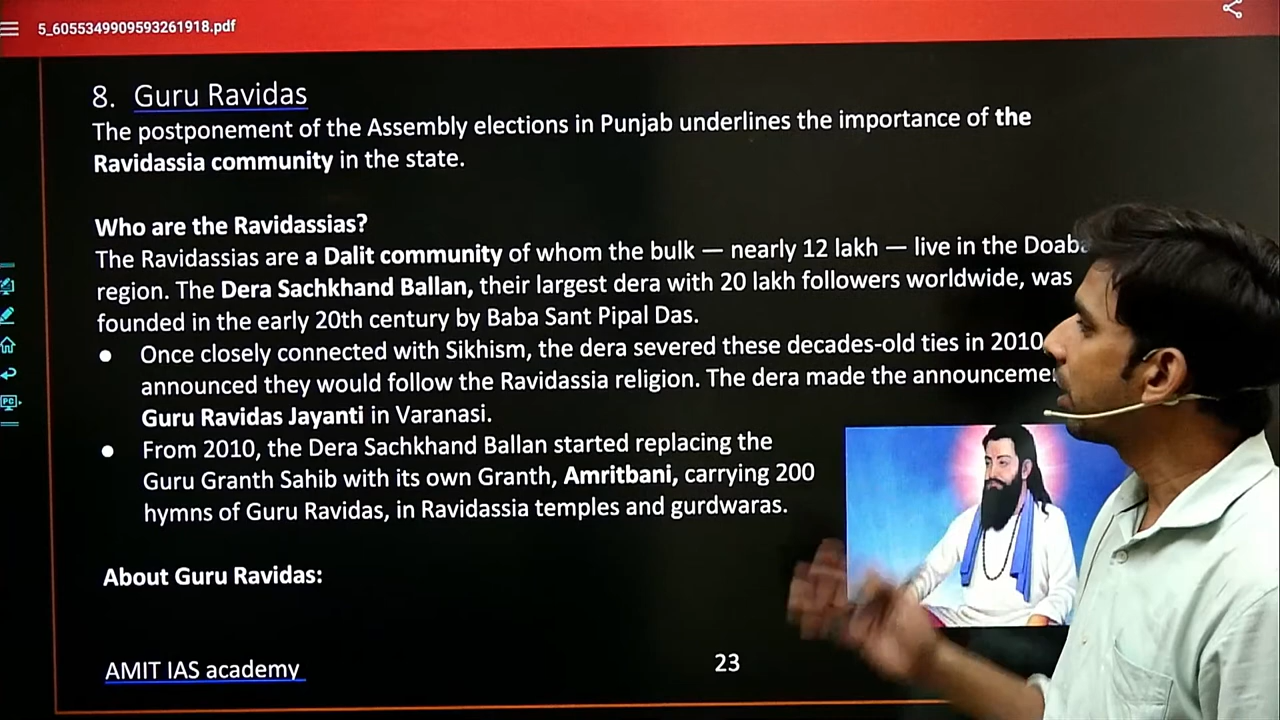 5_6055349909593261918.pdf
8. Guru Ravidas
The postponement of the Assembly elections in Punjab underlines the importance of the
Ravidassia community in the state.
Who are the Ravidassias?
The Ravidassias are a Dalit community of whom the bulk — nearly 12 lakh — live in the
region. The Dera Sachkhand Ballan, their largest dera with 20 lakh followers worldwide, was
founded in the early 20th century by Baba Sant Pipal Das.
● Once closely connected with Sikhism, the dera severed these decades-old ties in 2010
announced they would follow the Ravidassia religion. The dera made the
Guru Ravidas Jayanti in Varanasi.
● From 2010, the Dera Sachkhand Ballan started replacing the
Guru Granth Sahib with its own Granth, Amritbani, carrying 200
hymns of Guru Ravidas, in Ravidassia temples and gurdwaras.
About Guru Ravidas:
AMIT IAS academy
23